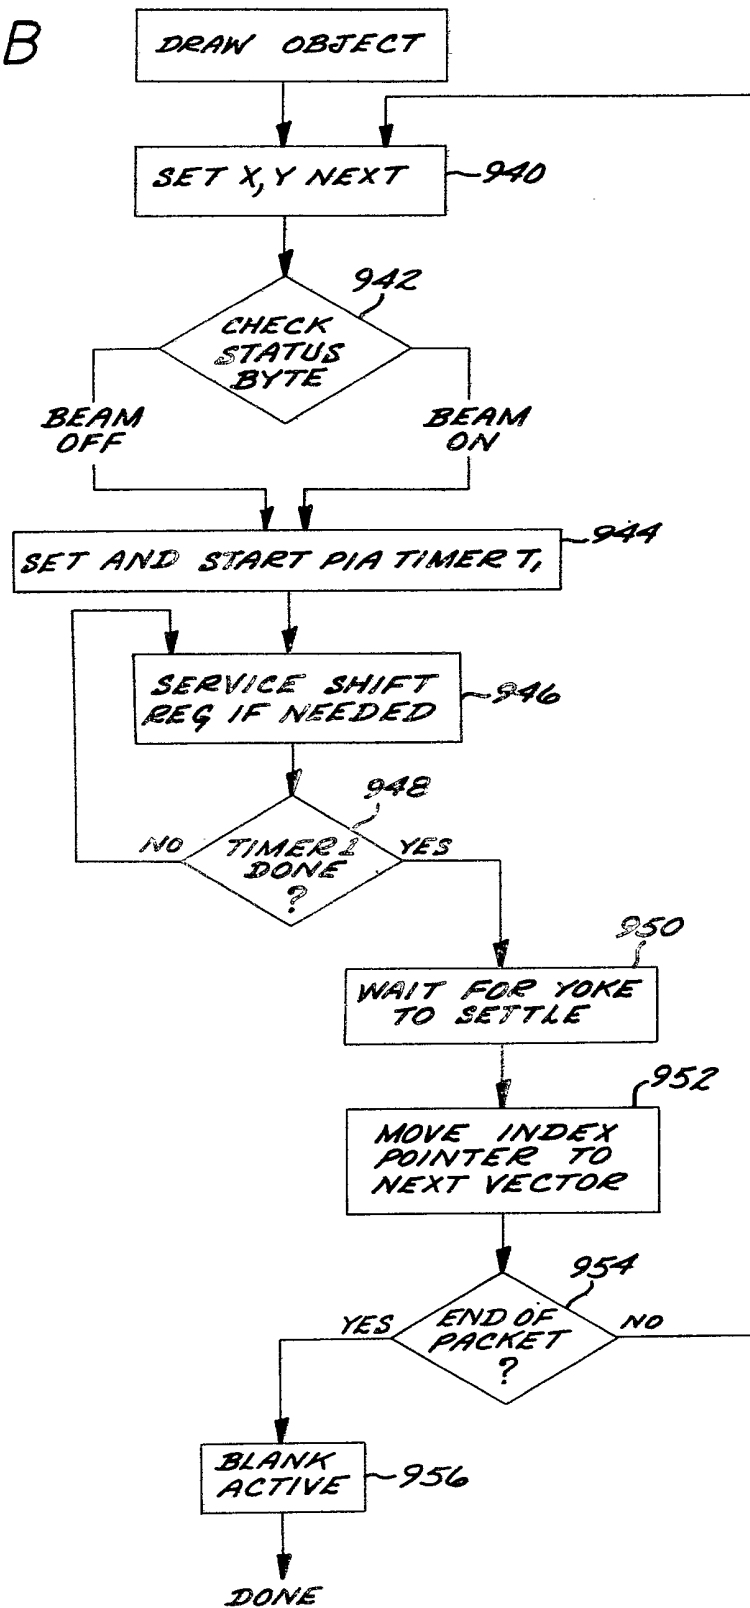 B
DRAW OBJECT
SET X, Y NEXT
940
942
CHECK
STATUS
BYTE
BEAM
OFF
BEAM
ON
944
SET AND START PIA TIMER T,
SERVICE SHIFT
REG IF NEEDED
946
948
NO
TIMER 1
DONE
?
YES
950
WAIT FOR YOKE
TO SETTLE
952
MOVE INDEX
POINTER TO
NEXT VECTOR
954
YES
END OF
PACKET
?
NO
BLANK
ACTIVE
956
DONE